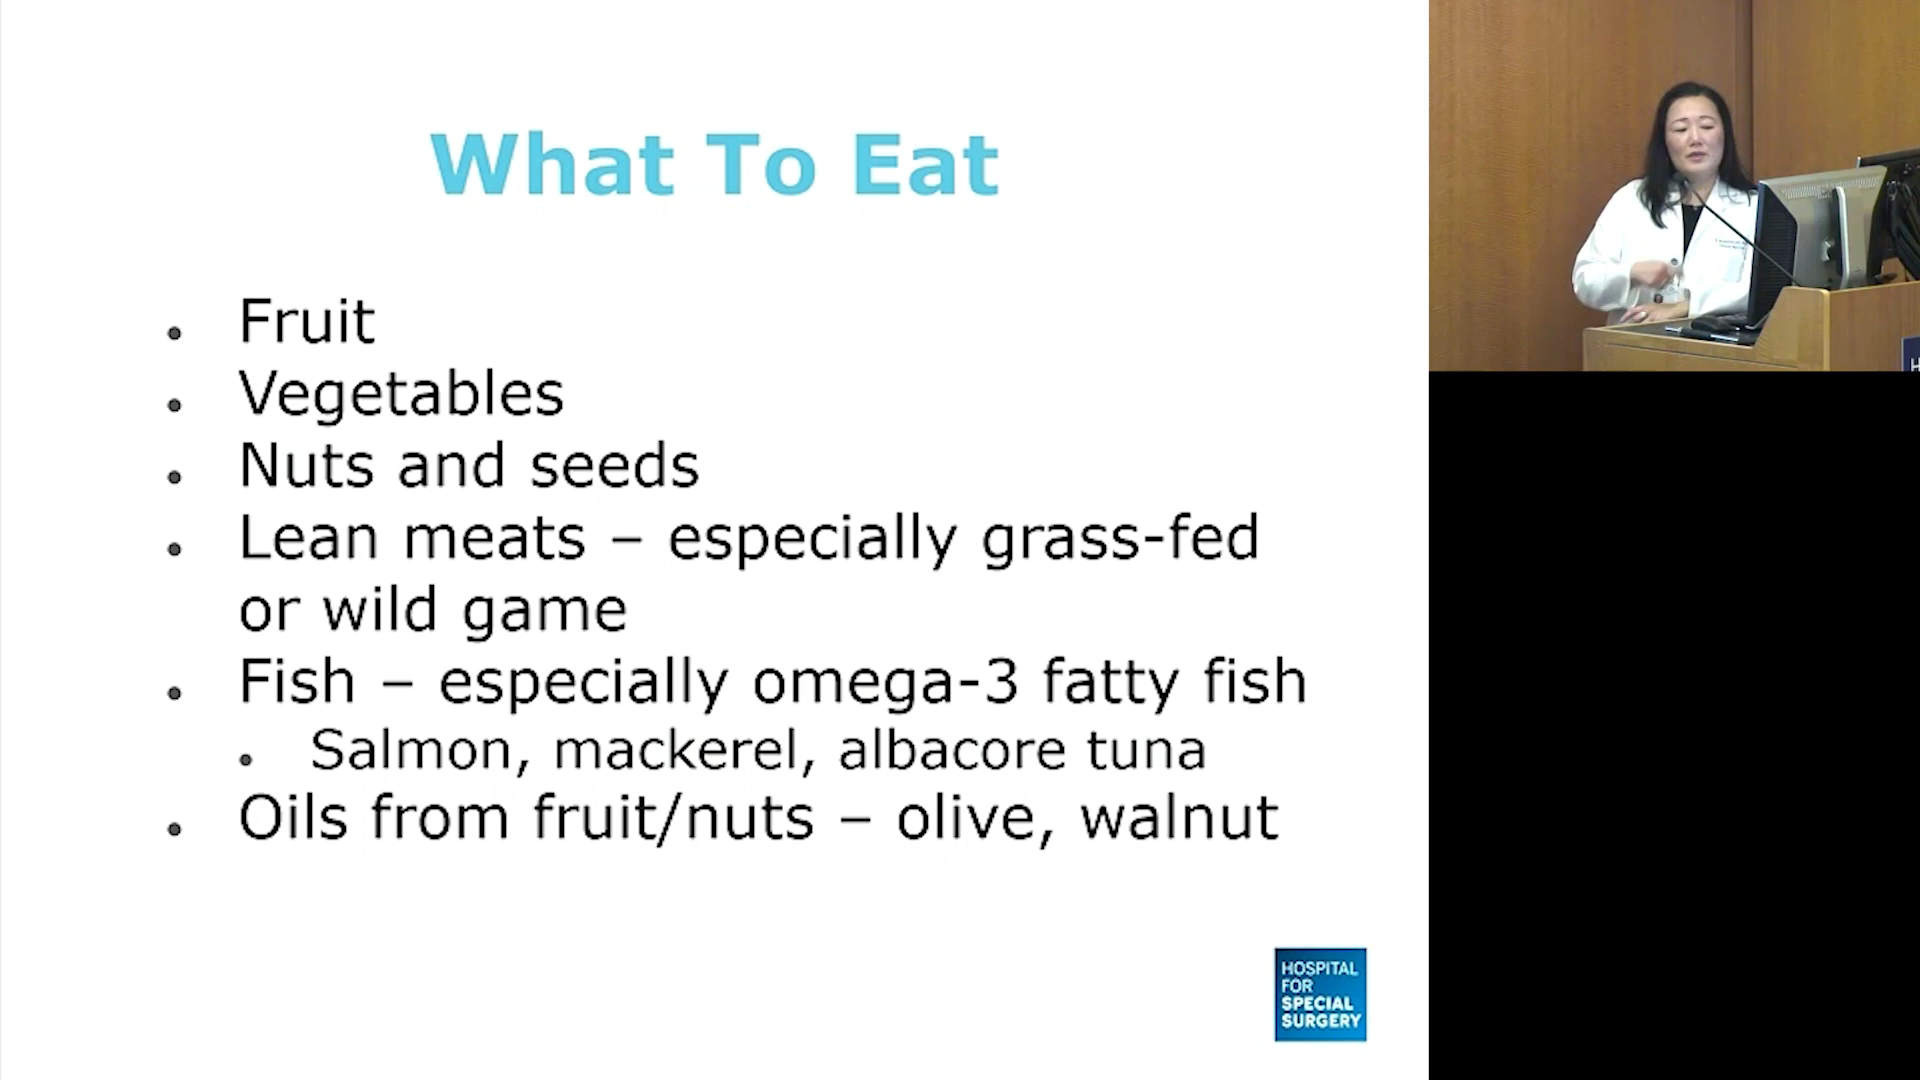 What To Eat
• Fruit
• Vegetables
• Nuts and seeds
• Lean meats – especially grass-fed
or wild game
• Fish – especially omega-3 fatty fish
• Salmon, mackerel, albacore tuna
• Oils from fruit/nuts – olive, walnut
HOSPITAL
FOR
SPECIAL
SURGERY